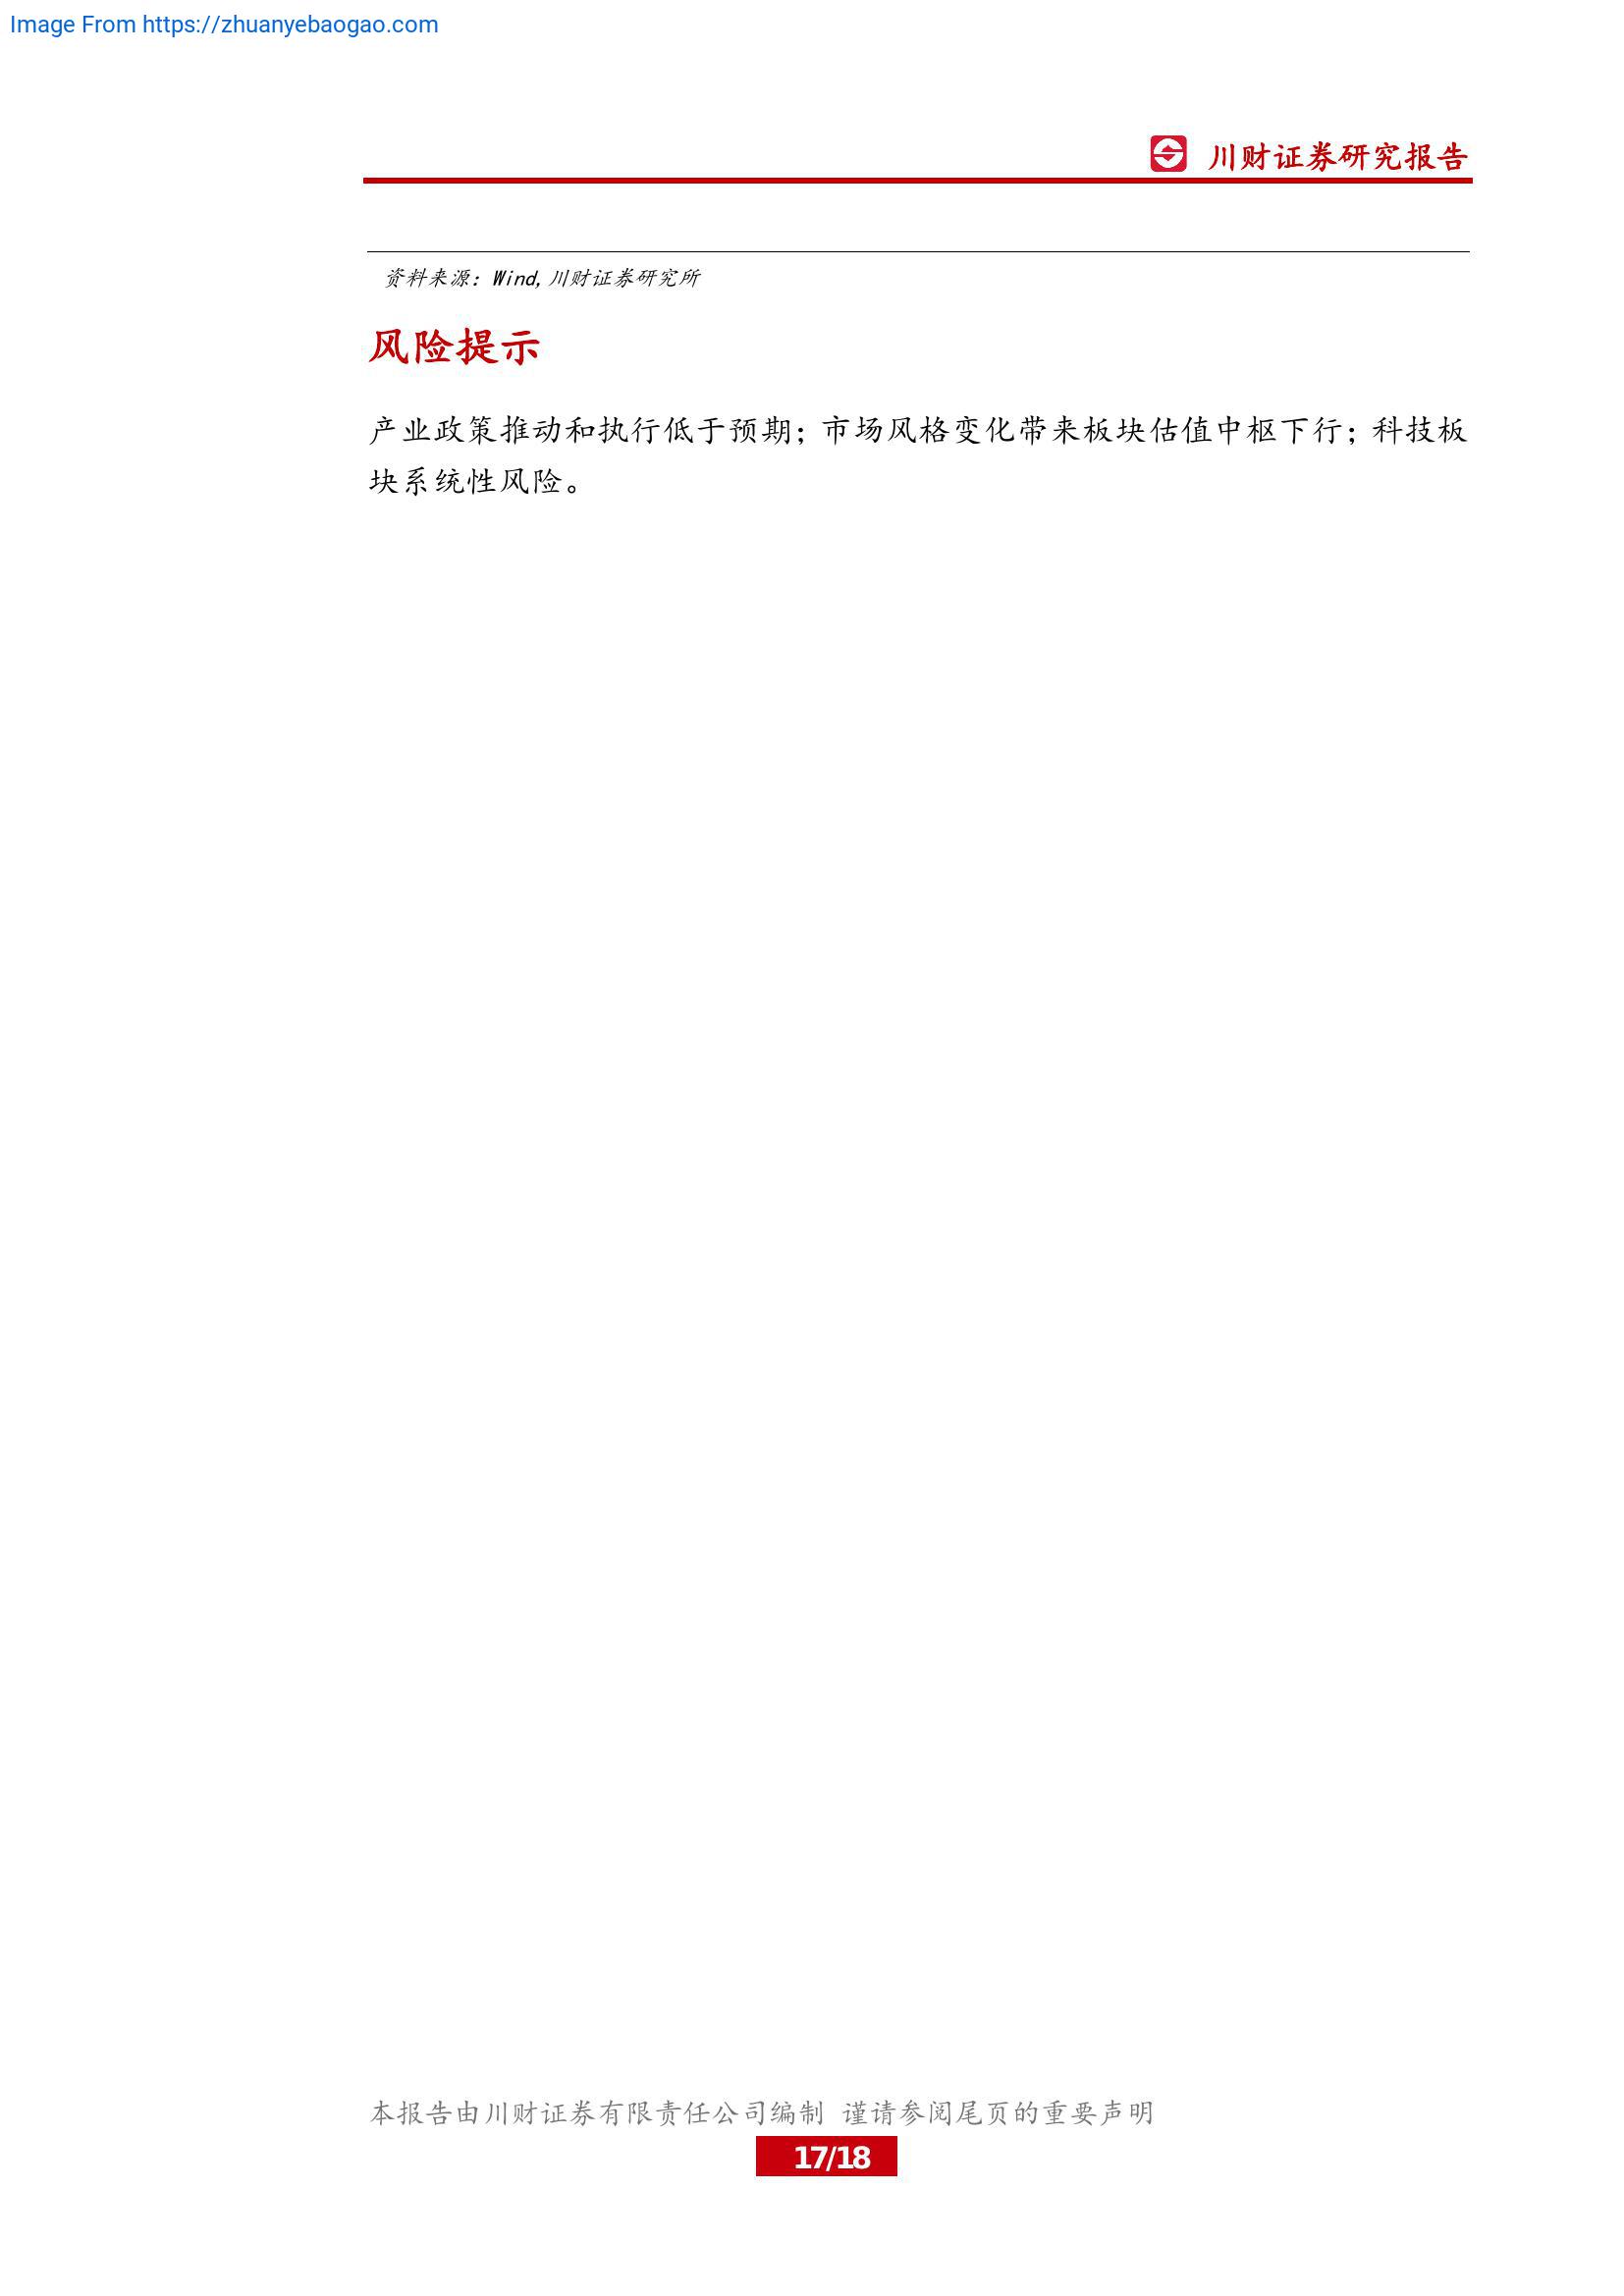 Image From https://zhuanyebaogao.com
川财证券研究报告
资料来源：Wind,川财证券研究所
风险提示
产业政策推动和执行低于预期；市场风格变化带来板块估值中枢下行；科技板
块系统性风险。
本报告由川财证券有限责任公司编制 谨请参阅尾页的重要声明
17/18